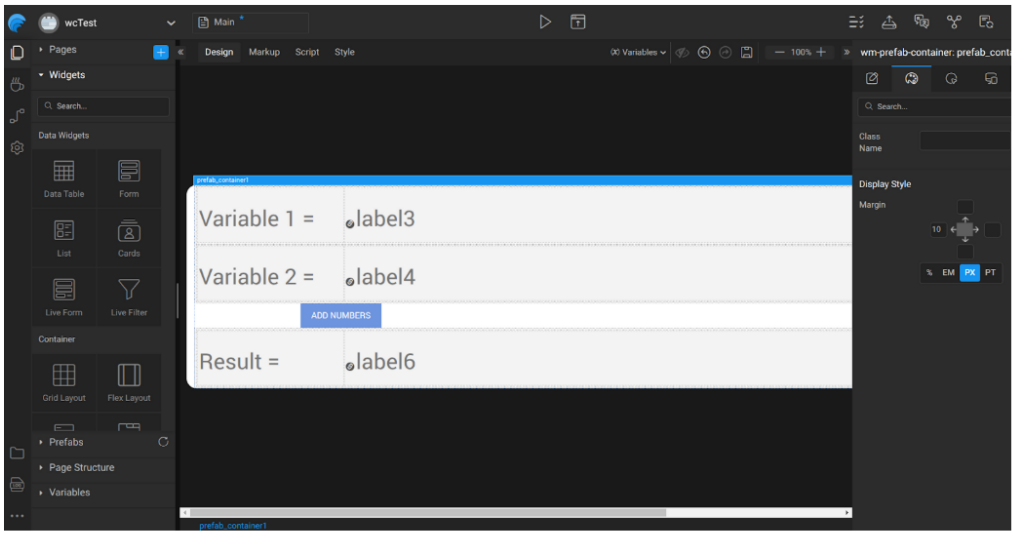 wcTest
Main *
Pages
Design Markup Script Style
(X) Variables
100%
wm-prefab-container: prefab_conta
Widgets
Search...
Search...
Data Widgets
Class
Name
Data Table Form
Display Style
Margin
List Cards
10
% EM PX PT
Live Form Live Filter
Container
Grid Layout Flex Layout
Prefabs
Page Structure
Variables
prefab_container1
Variable 1 = label3
Variable 2 = label4
ADD NUMBERS
Result = label6
prefab_container1